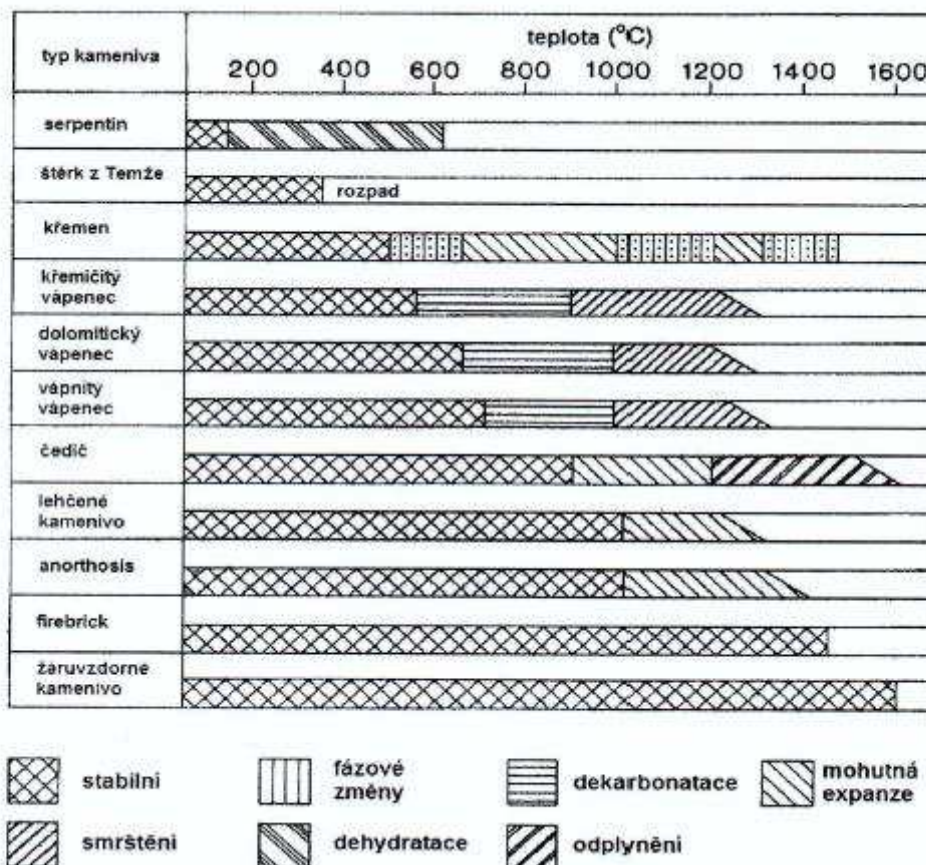 typ kameniva
teplota (°C)
200 400 600 800 1000 1200 1400 1600
serpentin
štěrk z Temže
rozpad
křemen
křemičitý
vápenec
dolomitický
vápenec
vápnitý
vápenec
čedič
lehčené
kamenivo
anorthosis
firebrick
žáruvzdorne
kamenivo
stabilní
fázové
změny
dekarbonatace
mohutná
expanze
smrštění
dehydratace
odplynění